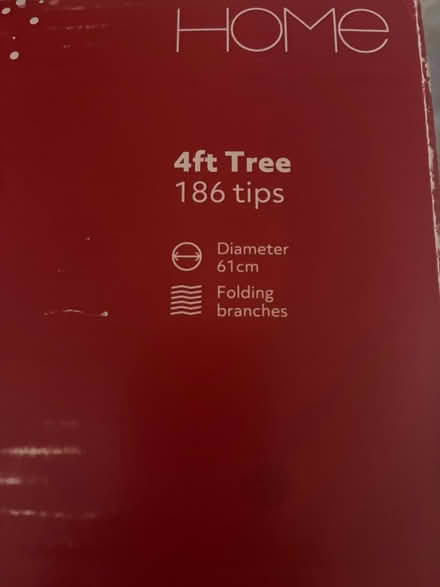 HOMe
4ft Tree
186 tips
Diameter
61cm
Folding
branches